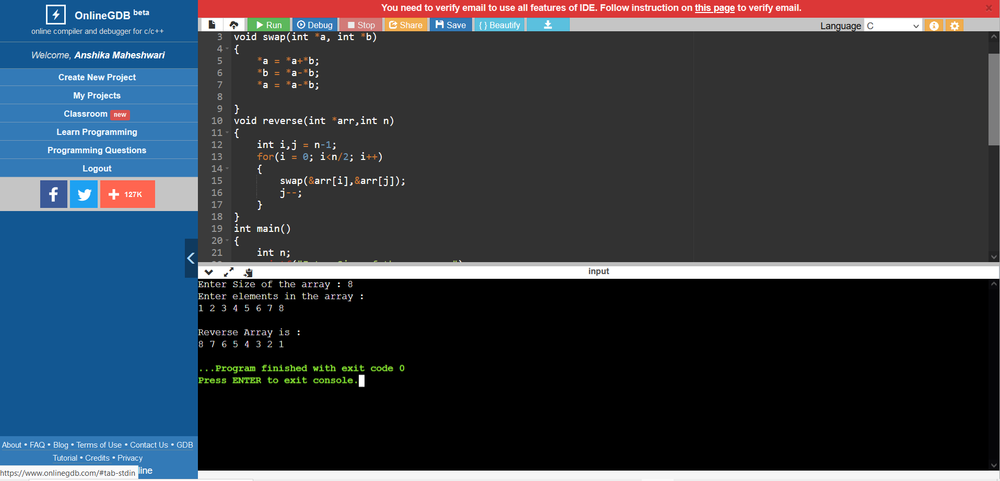 OnlineGDB beta
online compiler and debugger for c/c++
Welcome, Anshika Maheshwari
Create New Project
My Projects
Classroom new
Learn Programming
Programming Questions
Logout
127K
About • FAQ • Blog • Terms of Use • Contact Us • GDB
Tutorial • Credits • Privacy
line
https://www.onlinegdb.com/#tab-stdin
You need to verify email to use all features of IDE. Follow instruction on this page to verify email.
Run Debug Stop Share Save { } Beautify Language C
3 void swap(int *a, int *b)
4 {
5 *a = *a+*b;
6 *b = *a-*b;
7 *a = *a-*b;
8
9 }
10 void reverse(int *arr,int n)
11 {
12 int i,j = n-1;
13 for(i = 0; i<n/2; i++)
14 {
15 swap(&arr[i],&arr[j]);
16 j--;
17 }
18 }
19 int main()
20 {
21 int n;
input
Enter Size of the array : 8
Enter elements in the array :
1 2 3 4 5 6 7 8
Reverse Array is :
8 7 6 5 4 3 2 1
...Program finished with exit code 0
Press ENTER to exit console.